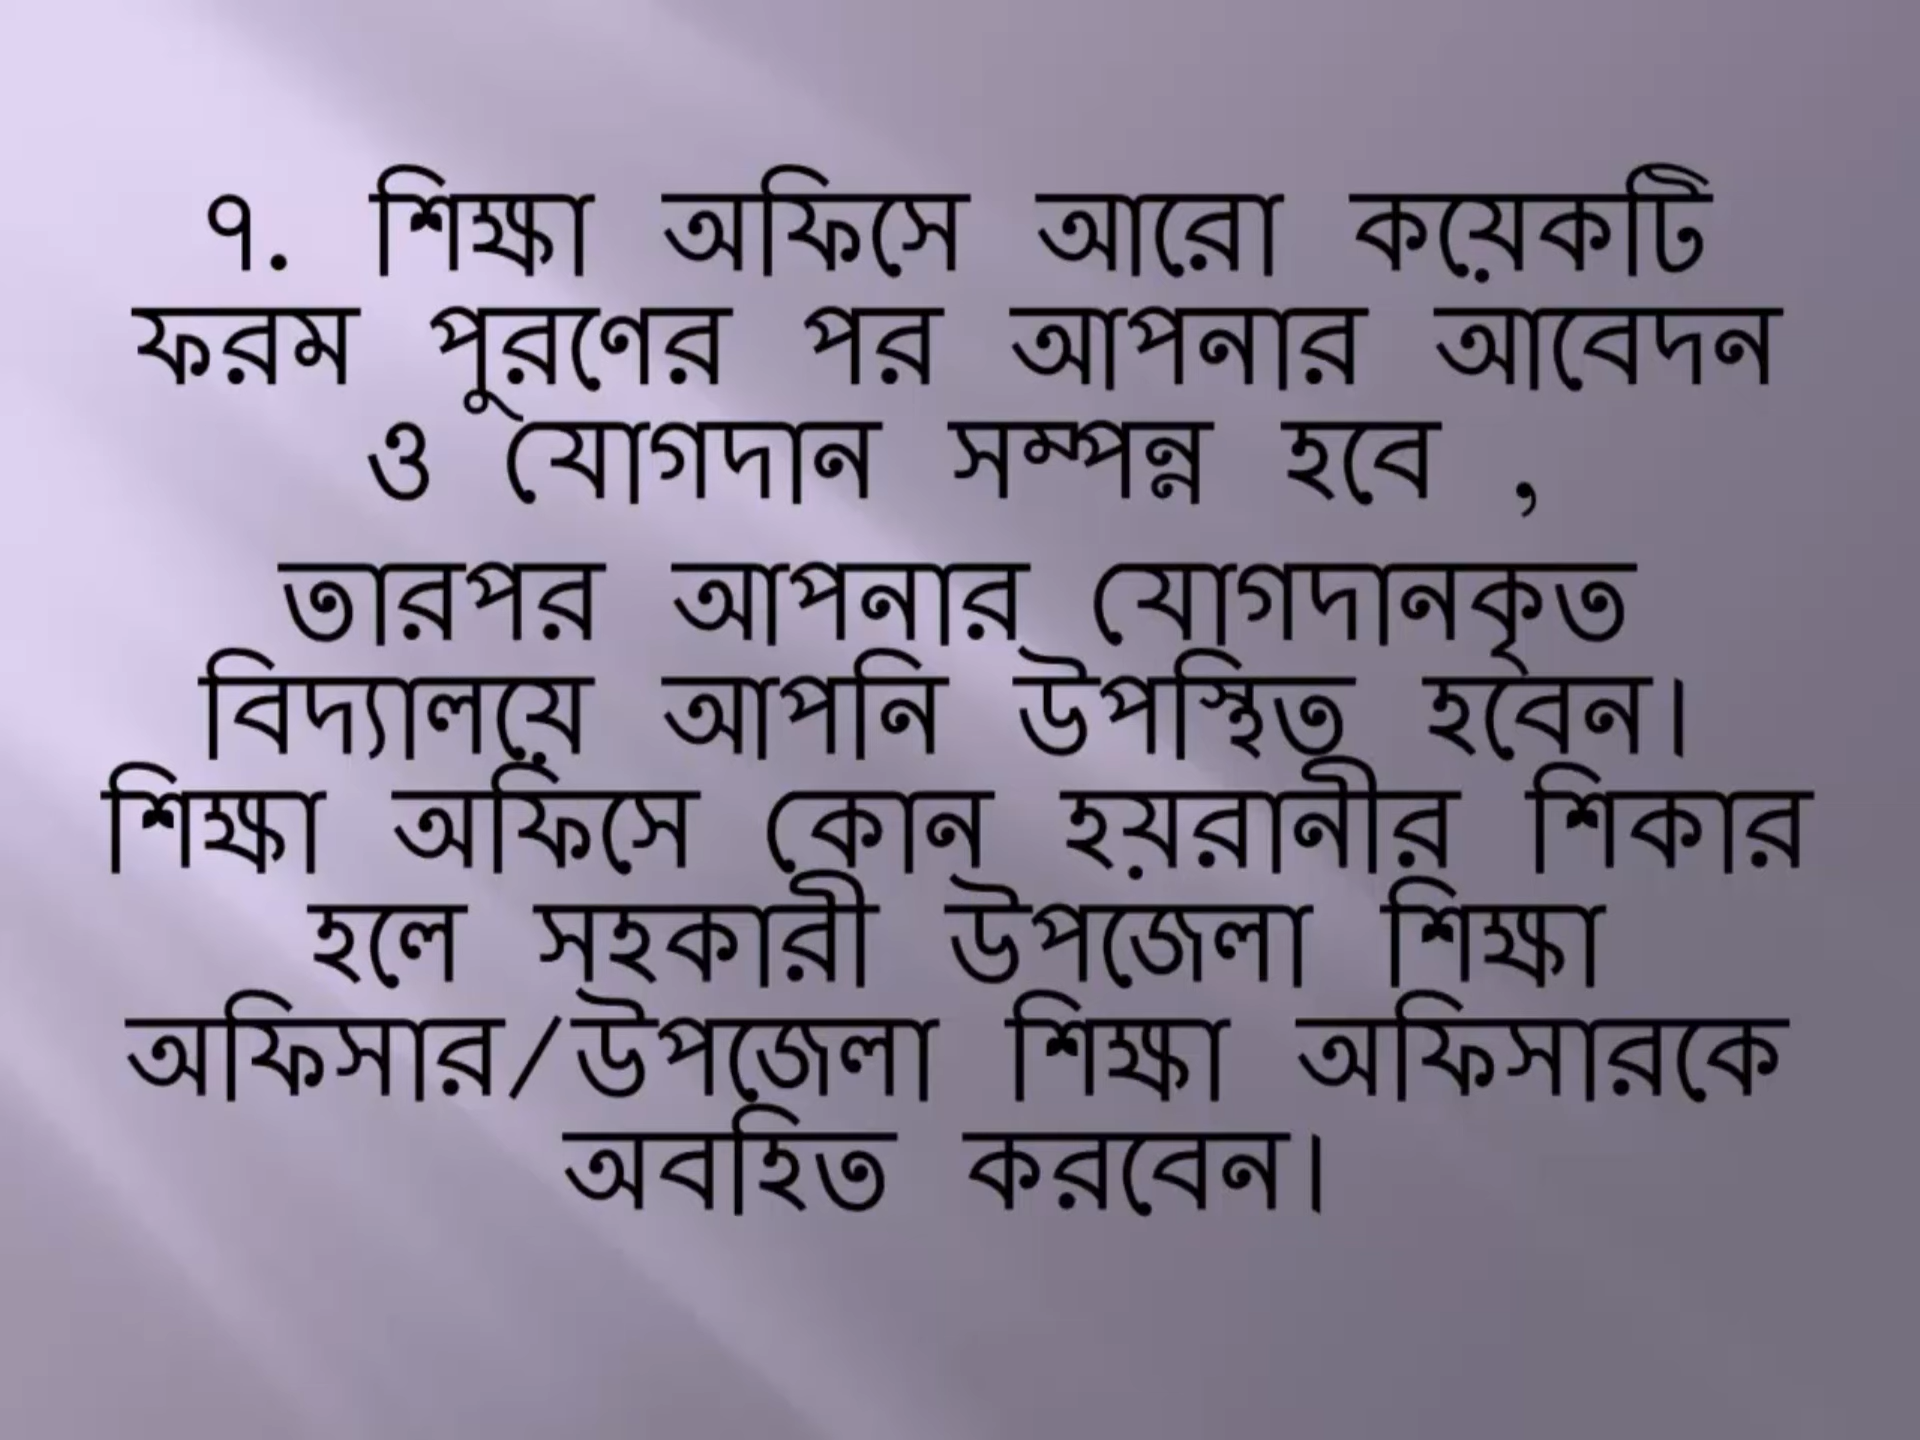 ৭. শিক্ষা অফিসে আরো কয়েকটি
ফরম পুরণের পর আপনার আবেদন
ও যোগদান সম্পন্ন হবে ,
তারপর আপনার যোগদানকৃত
বিদ্যালয়ে আপনি উপস্থিত হবেন।
শিক্ষা অফিসে কোন হয়রানীর শিকার
হলে সহকারী উপজেলা শিক্ষা
অফিসার/উপজেলা শিক্ষা অফিসারকে
অবহিত করবেন।